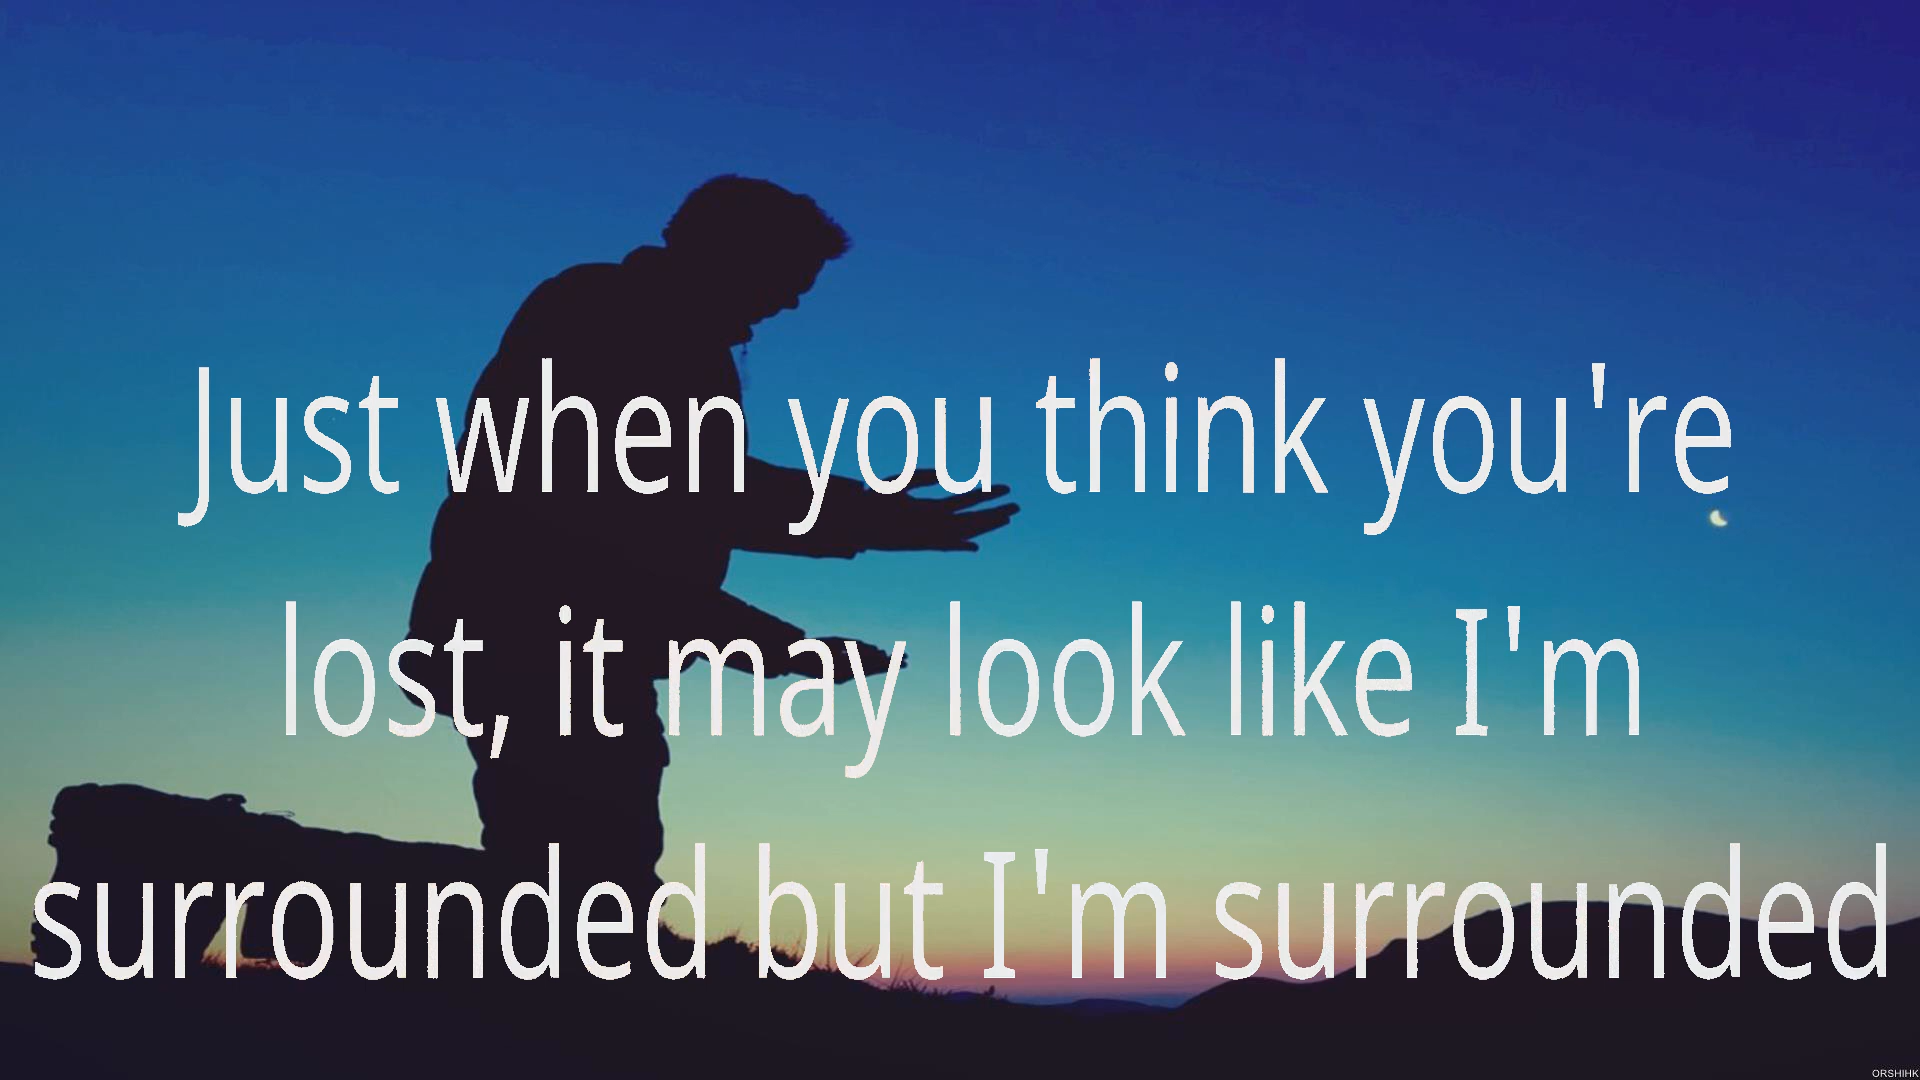 Just when you think you're
lost, it may look like I'm
surrounded but I'm surrounded
ORSHIHK